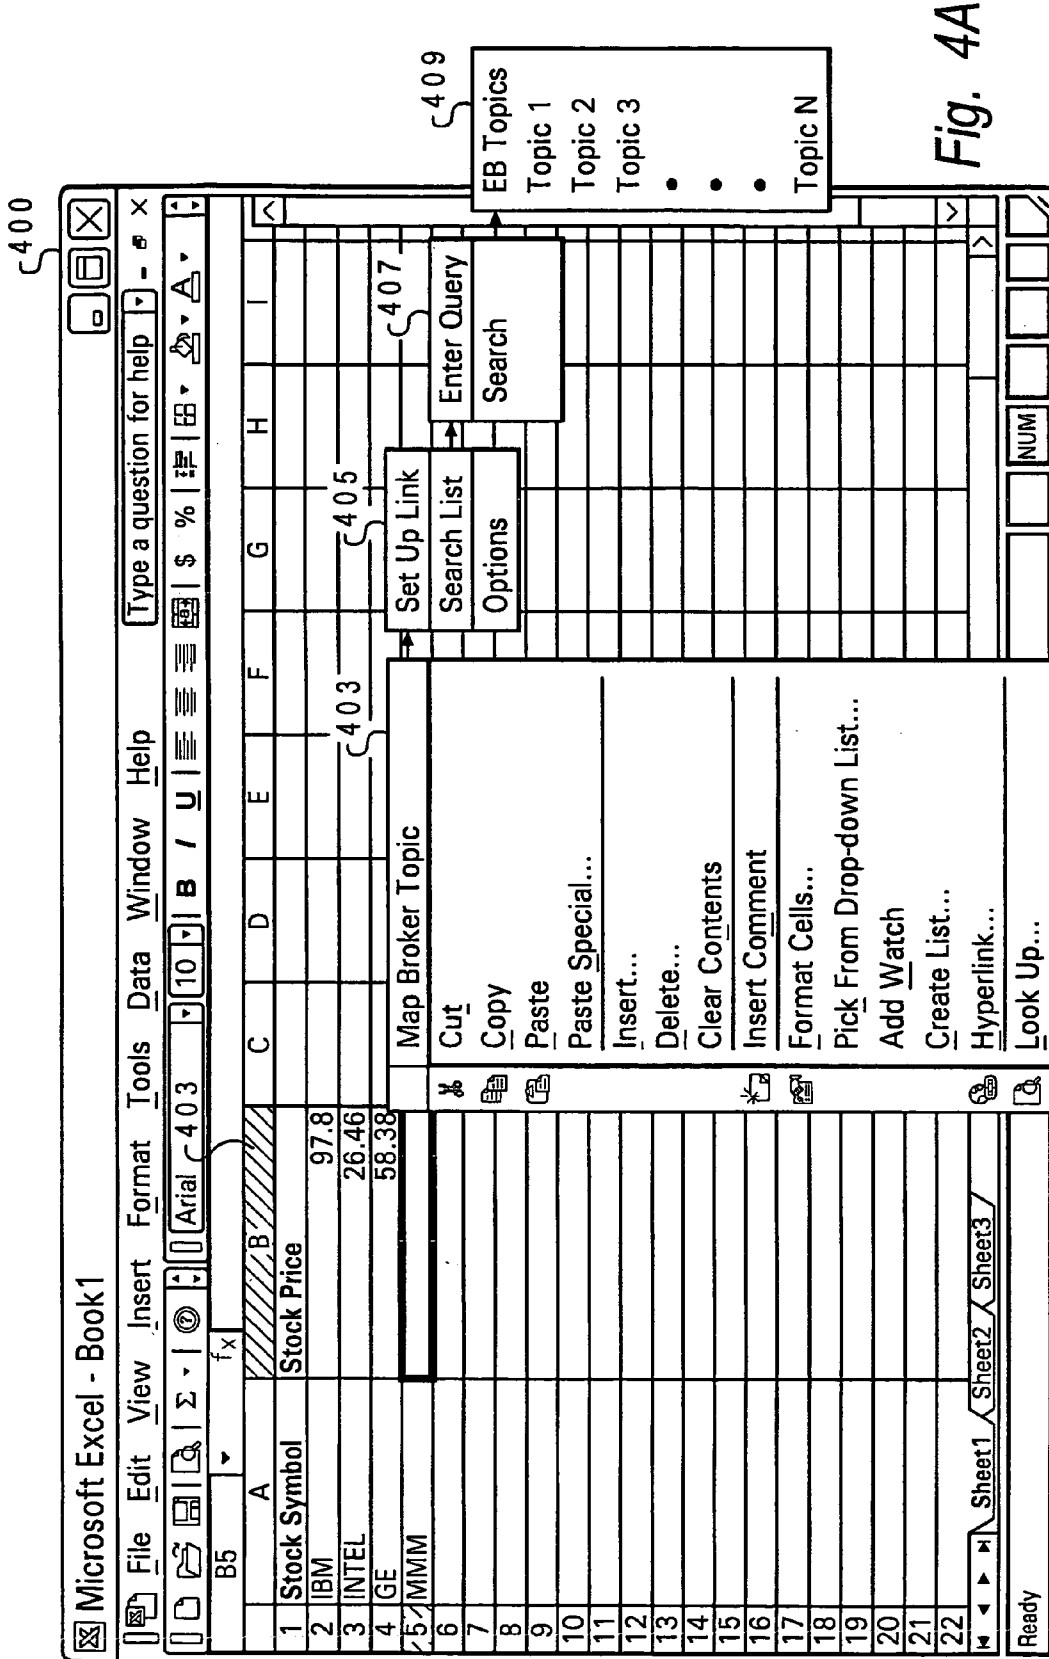 400
Microsoft Excel - Book1
File Edit View Insert Format Tools Data Window Help
Type a question for help
Σ
Arial
10
B I U
$ %
A
403
B5
fx
A B C D E F G H I
1 Stock Symbol Stock Price
2 IBM 97.8
3 INTEL 26.46
4 GE 58.38
5 MMM
6
7
8
9
10
11
12
13
14
15
16
17
18
19
20
21
22
403
Map Broker Topic
Cut
Copy
Paste
Paste Special...
Insert...
Delete...
Clear Contents
Insert Comment
Format Cells...
Pick From Drop-down List...
Add Watch
Create List...
Hyperlink...
Look Up...
405
Set Up Link
Search List
Options
407
Enter Query
Search
409
EB Topics
Topic 1
Topic 2
Topic 3
Topic N
Sheet1 Sheet2 Sheet3
Ready
NUM
Fig. 4A